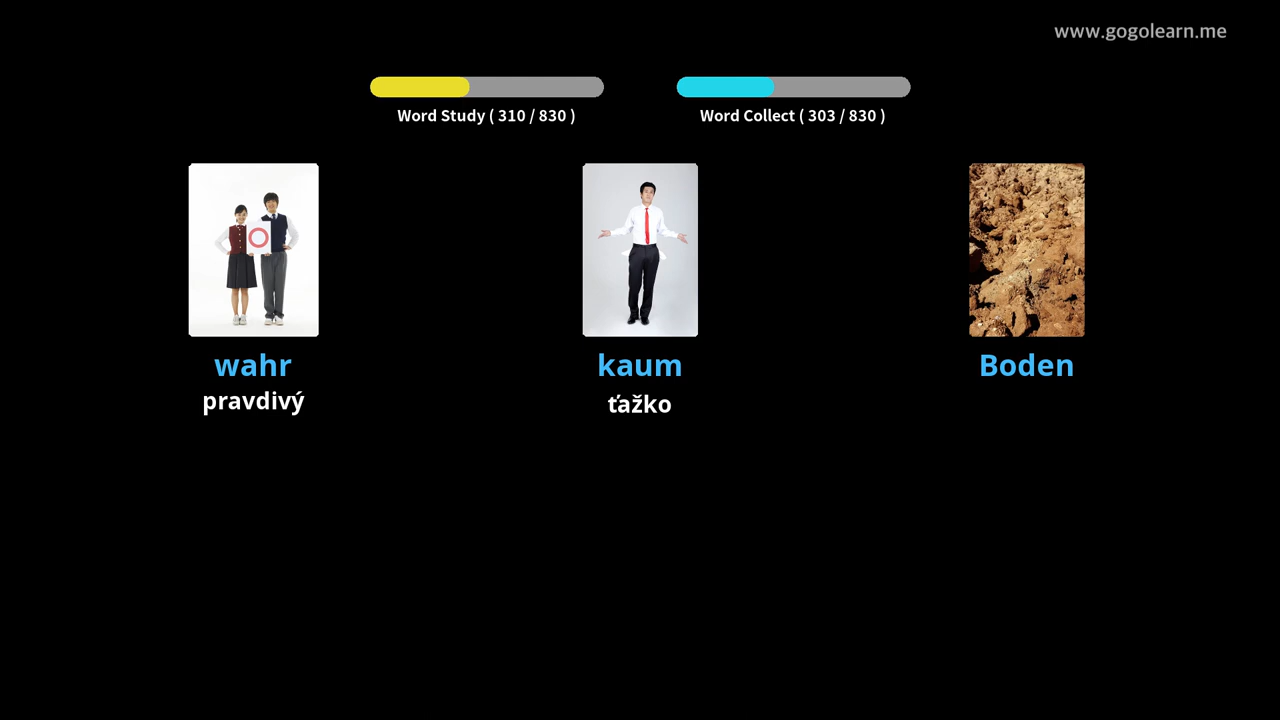 www.gogolearn.me
Word Study ( 310 / 830 )
Word Collect ( 303 / 830 )
wahr
kaum
Boden
pravdivý
ťažko